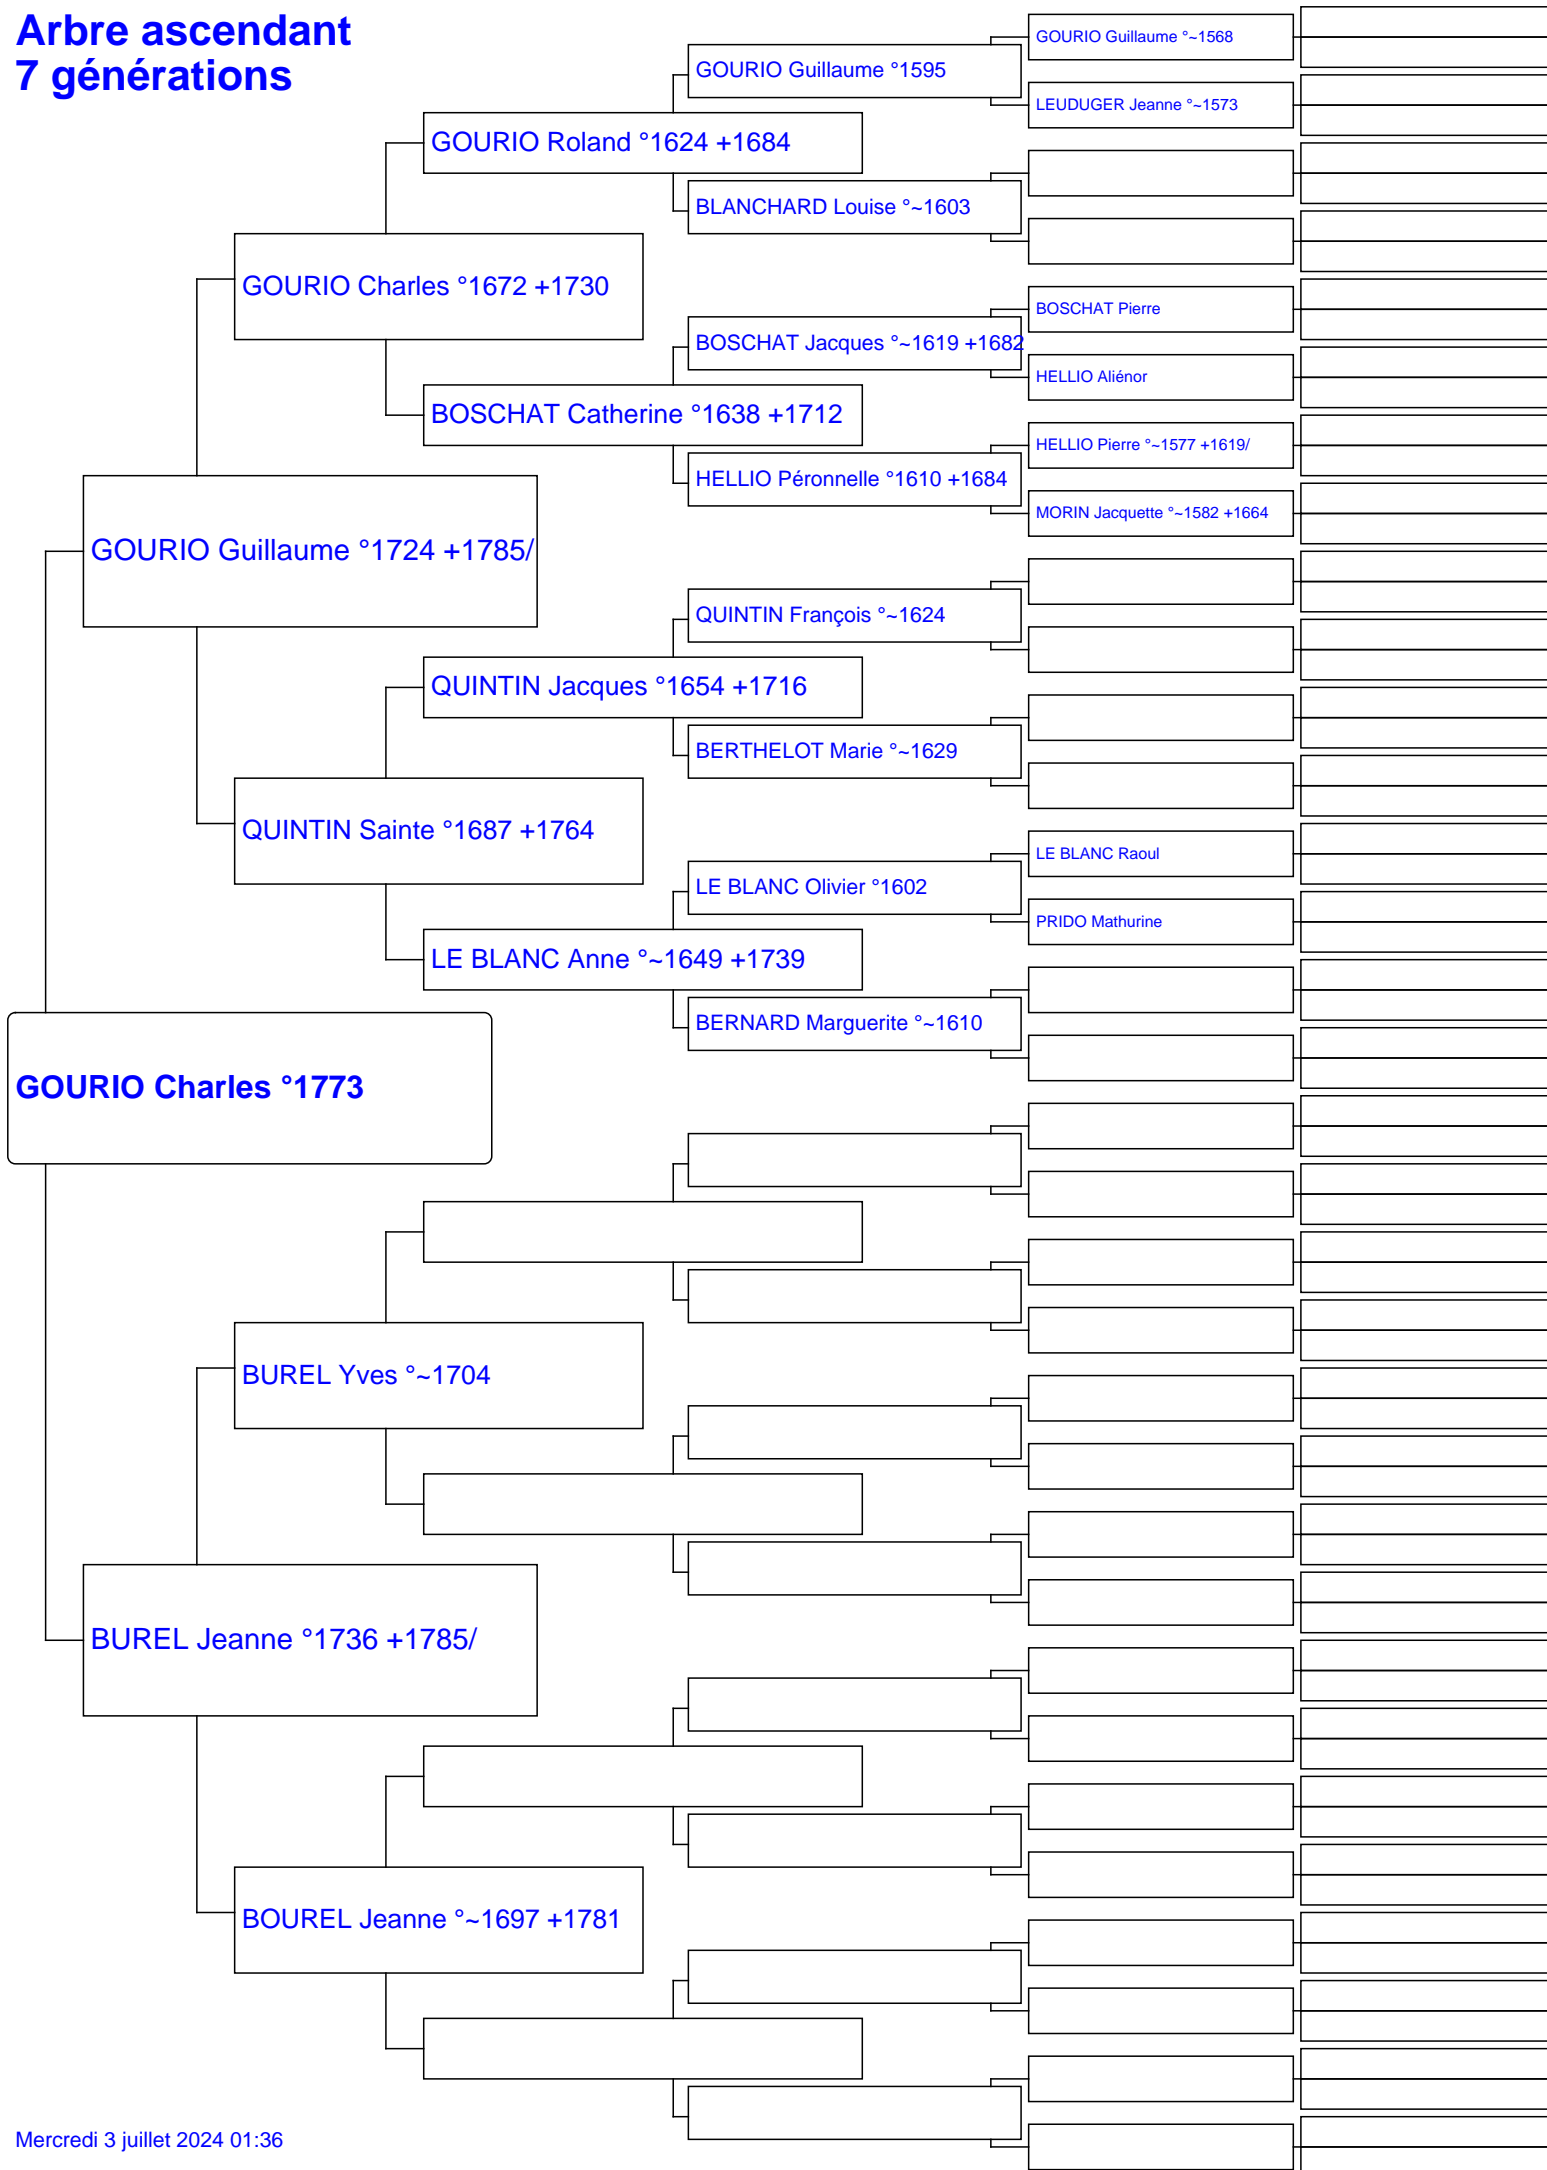 Arbre ascendant
7 générations
GOURIO Guillaume °~1568
GOURIO Guillaume °1595
LEUDUGER Jeanne °~1573
GOURIO Roland °1624 +1684
BLANCHARD Louise °~1603
GOURIO Charles °1672 +1730
BOSCHAT Pierre
BOSCHAT Jacques °~1619 +1682
HELLIO Aliénor
BOSCHAT Catherine °1638 +1712
HELLIO Pierre °~1577 +1619/
HELLIO Péronnelle °1610 +1684
MORIN Jacquette °~1582 +1664
GOURIO Guillaume °1724 +1785/
QUINTIN François °~1624
QUINTIN Jacques °1654 +1716
BERTHELOT Marie °~1629
QUINTIN Sainte °1687 +1764
LE BLANC Raoul
LE BLANC Olivier °1602
PRIDO Mathurine
LE BLANC Anne °~1649 +1739
BERNARD Marguerite °~1610
GOURIO Charles °1773
BUREL Yves °~1704
BUREL Jeanne °1736 +1785/
BOUREL Jeanne °~1697 +1781
Mercredi 3 juillet 2024 01:36